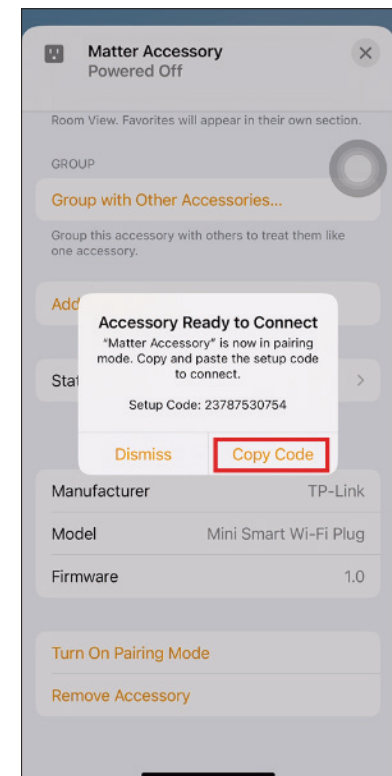 Matter Accessory
Powered Off
Room View. Favorites will appear in their own section.
GROUP
Group with Other Accessories...
Group this accessory with others to treat them like
one accessory.
Add
Accessory Ready to Connect
“Matter Accessory” is now in pairing
mode. Copy and paste the setup code
to connect.
Stat
Setup Code: 23787530754
Dismiss
Copy Code
Manufacturer
TP-Link
Model
Mini Smart Wi-Fi Plug
Firmware
1.0
Turn On Pairing Mode
Remove Accessory